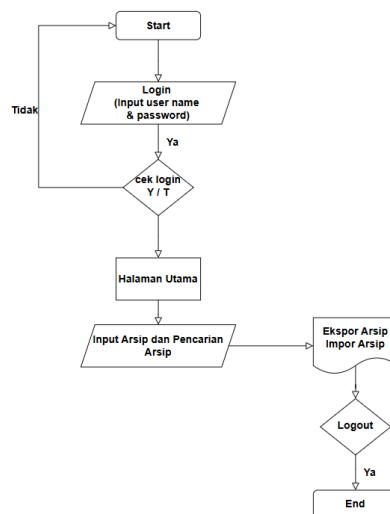 Start
Login
(Input user name
& password)
Tidak
Ya
cek login
Y / T
Halaman Utama
Input Arsip dan Pencarian
Arsip
Ekspor Arsip
Impor Arsip
Logout
Ya
End